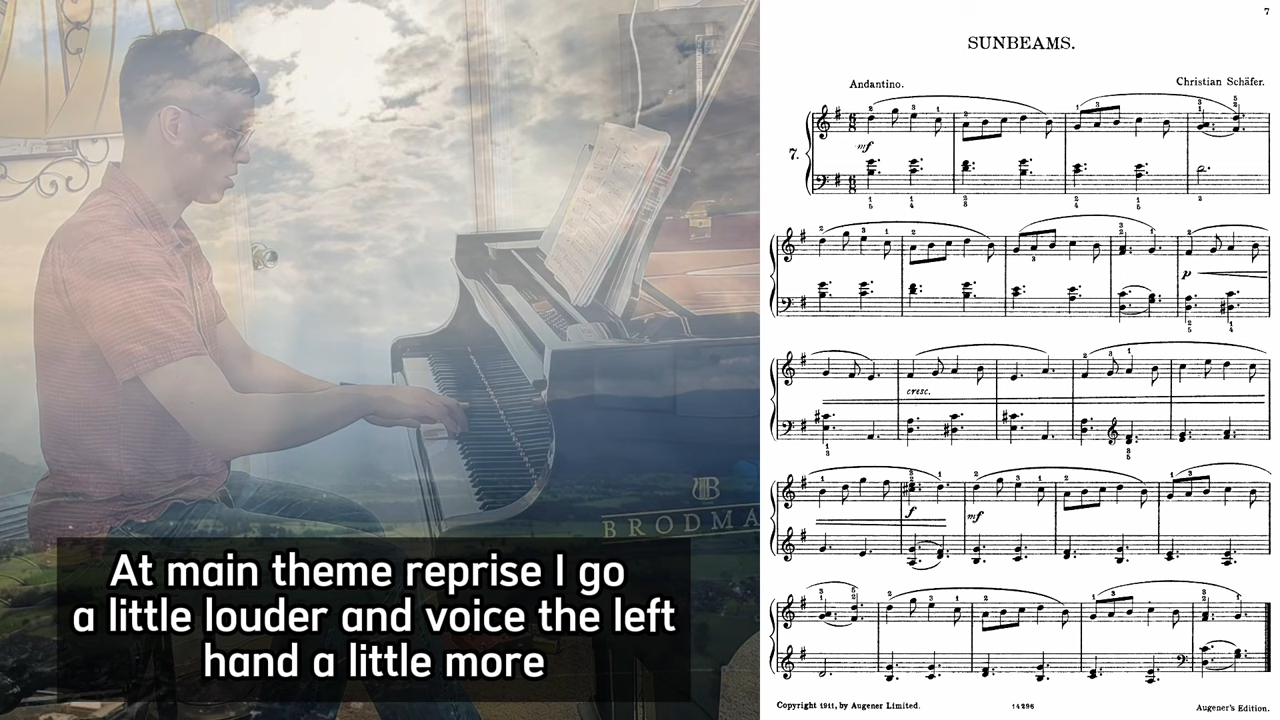 7
SUNBEAMS.
Andantino.
Christian Schäfer.
mf
7.
p
cresc.
f
mf
BRODMA
At main theme reprise I go
a little louder and voice the left
hand a little more
Copyright 1911, by Augener Limited.
14296
Augener's Edition.